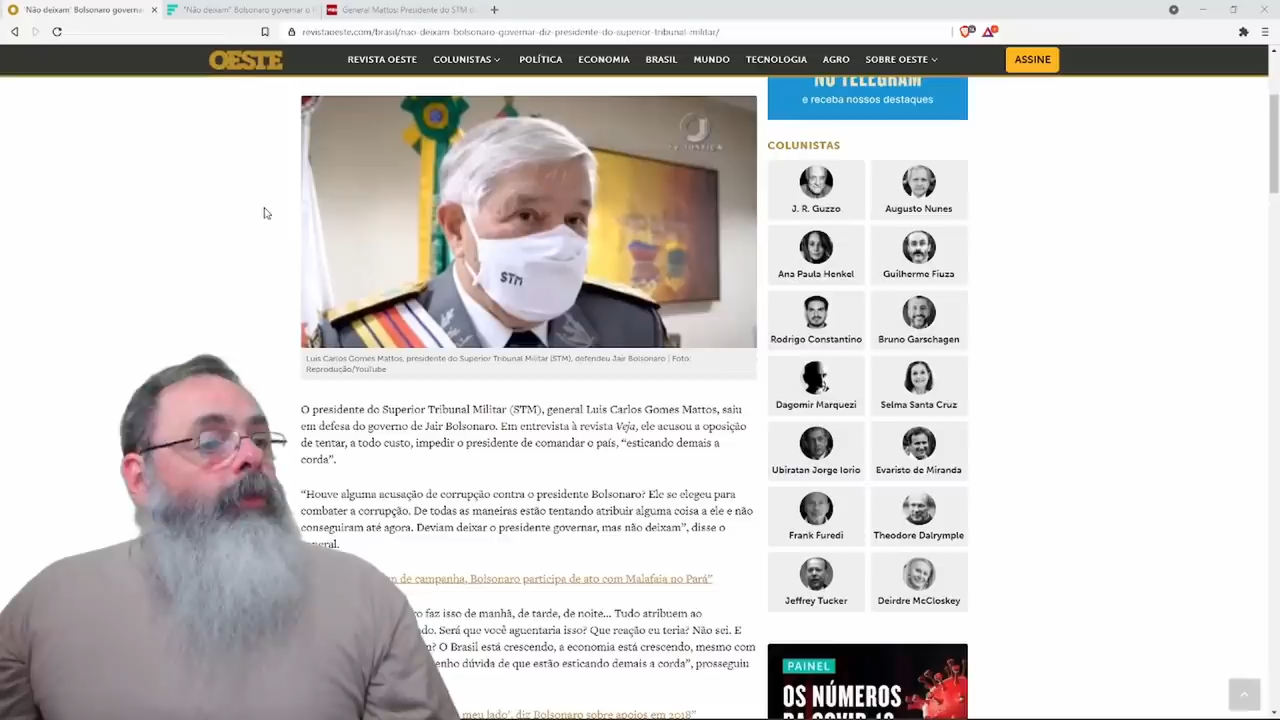 'Não deixam' Bolsonaro governa
"Não deixam" Bolsonaro governar o
General Mattos: Presidente do STM d
revistaoeste.com/brasil/nao-deixam-bolsonaro-governar-diz-presidente-do-superior-tribunal-militar/
OESTE
REVISTA OESTE
COLUNISTAS
POLÍTICA
ECONOMIA
BRASIL
MUNDO
TECNOLOGIA
AGRO
SOBRE OESTE
ASSINE
NO TELEGRAM
e receba nossos destaques
TV JUSTIÇA
STM
Luis Carlos Gomes Mattos, presidente do Superior Tribunal Militar (STM), defendeu Jair Bolsonaro | Foto:
Reprodução/YouTube
O presidente do Superior Tribunal Militar (STM), general Luis Carlos Gomes Mattos, saiu
em defesa do governo de Jair Bolsonaro. Em entrevista à revista Veja, ele acusou a oposição
de tentar, a todo custo, impedir o presidente de comandar o país, “esticando demais a
corda”.
“Houve alguma acusação de corrupção contra o presidente Bolsonaro? Ele se elegeu para
combater a corrupção. De todas as maneiras estão tentando atribuir alguma coisa a ele e não
conseguiram até agora. Deviam deixar o presidente governar, mas não deixam”, disse o
neral.
de campanha, Bolsonaro participa de ato com Malafaia no Pará”
ro faz isso de manhã, de tarde, de noite... Tudo atribuem ao
do. Será que você aguentaria isso? Que reação eu teria? Não sei. E
? O Brasil está crescendo, a economia está crescendo, mesmo com
enho dúvida de que estão esticando demais a corda”, prosseguiu
meu lado', diz Bolsonaro sobre apoios em 2018”
COLUNISTAS
J. R. Guzzo
Augusto Nunes
Ana Paula Henkel
Guilherme Fiuza
Rodrigo Constantino
Bruno Garschagen
Dagomir Marquezi
Selma Santa Cruz
Ubiratan Jorge Iorio
Evaristo de Miranda
Frank Furedi
Theodore Dalrymple
Jeffrey Tucker
Deirdre McCloskey
PAINEL
OS NÚMEROS
DA COVID-19